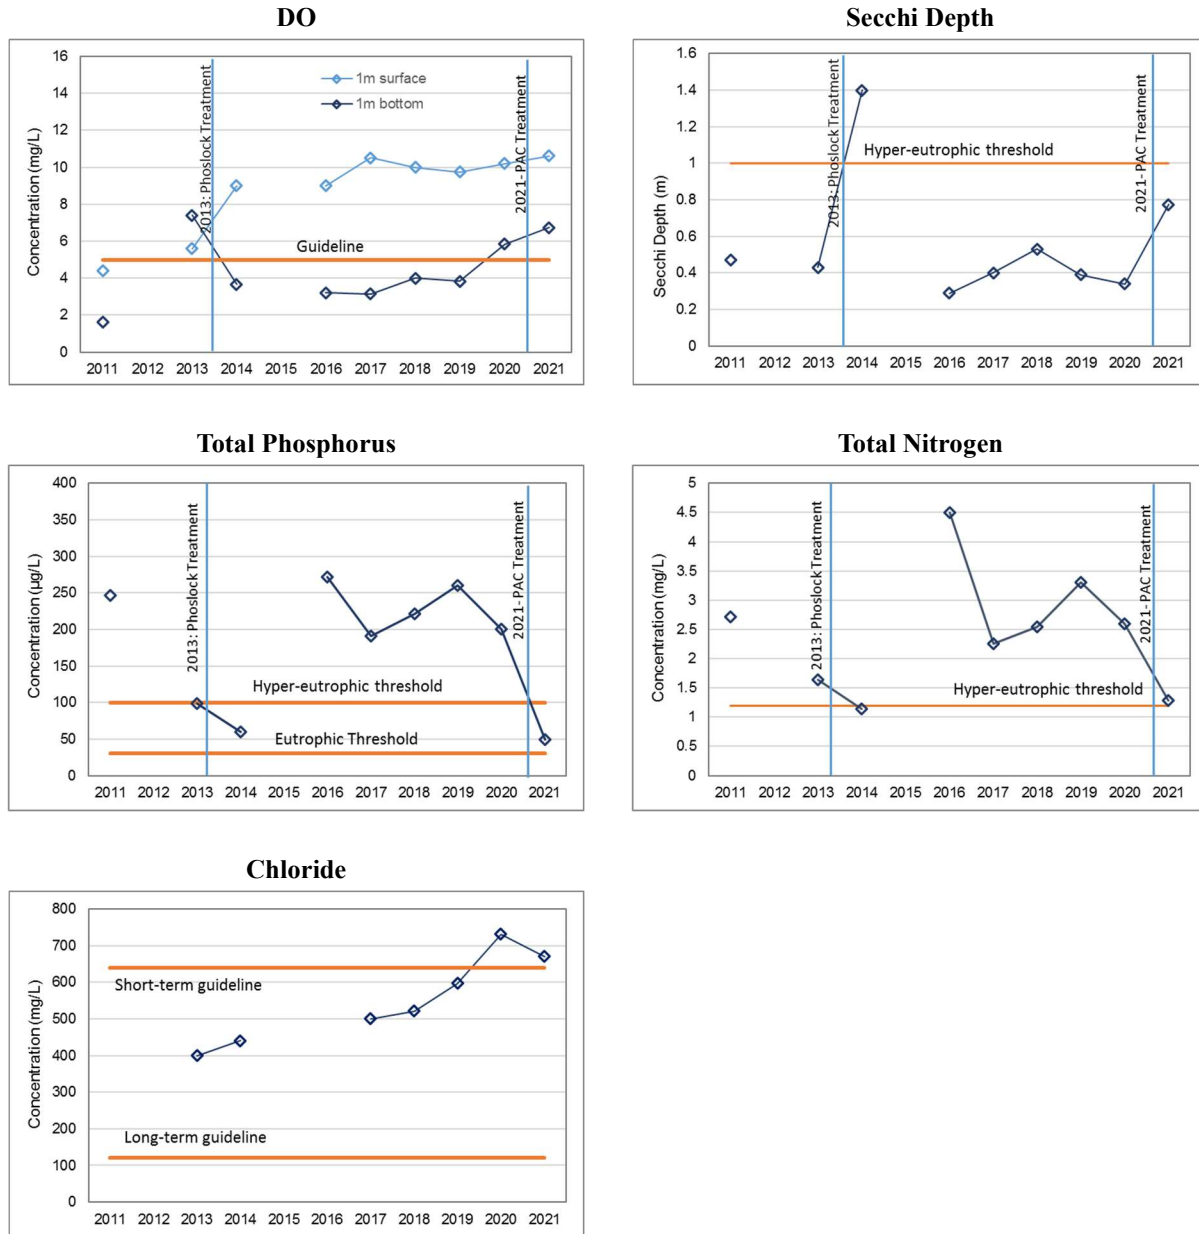 DO
16
14
12
10
8
6
4
2
0
Concentration (mg/L)
2013: Phoslock Treatment
1m surface
1m bottom
2021- PAC Treatment
Guideline
2011 2012 2013 2014 2015 2016 2017 2018 2019 2020 2021
Secchi Depth
1.6
1.4
1.2
1
0.8
0.6
0.4
0.2
0
Secchi Depth (m)
2013: Phoslock Treatment
Hyper-eutrophic threshold
2021- PAC Treatment
2011 2012 2013 2014 2015 2016 2017 2018 2019 2020 2021
Total Phosphorus
400
350
300
250
200
150
100
50
0
Concentration (µg/L)
2013: Phoslock Treatment
2021- PAC Treatment
Hyper-eutrophic threshold
Eutrophic Threshold
2011 2012 2013 2014 2015 2016 2017 2018 2019 2020 2021
Total Nitrogen
5
4.5
4
3.5
3
2.5
2
1.5
1
0.5
0
Concentration (mg/L)
2013: Phoslock Treatment
2021- PAC Treatment
Hyper-eutrophic threshold
2011 2012 2013 2014 2015 2016 2017 2018 2019 2020 2021
Chloride
800
700
600
500
400
300
200
100
0
Concentration (mg/L)
Short-term guideline
Long-term guideline
2011 2012 2013 2014 2015 2016 2017 2018 2019 2020 2021